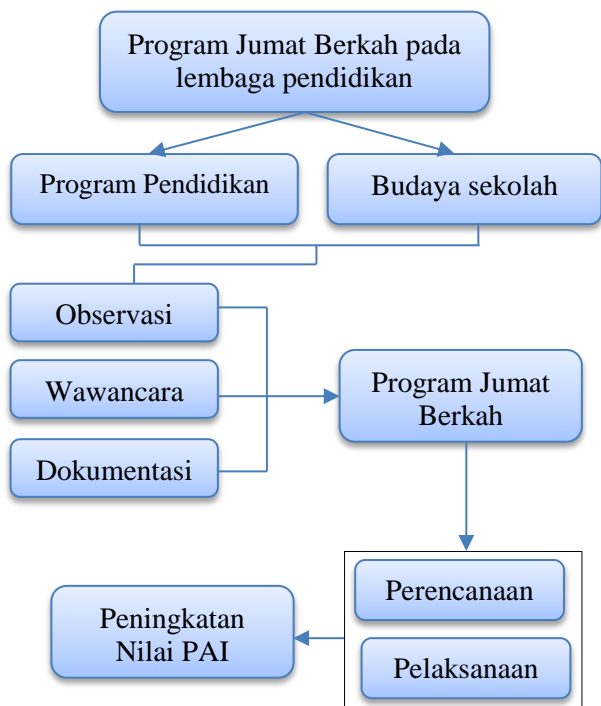 Program Jumat Berkah pada
lembaga pendidikan
Program Pendidikan
Budaya sekolah
Observasi
Wawancara
Dokumentasi
Program Jumat
Berkah
Perencanaan
Pelaksanaan
Peningkatan
Nilai PAI